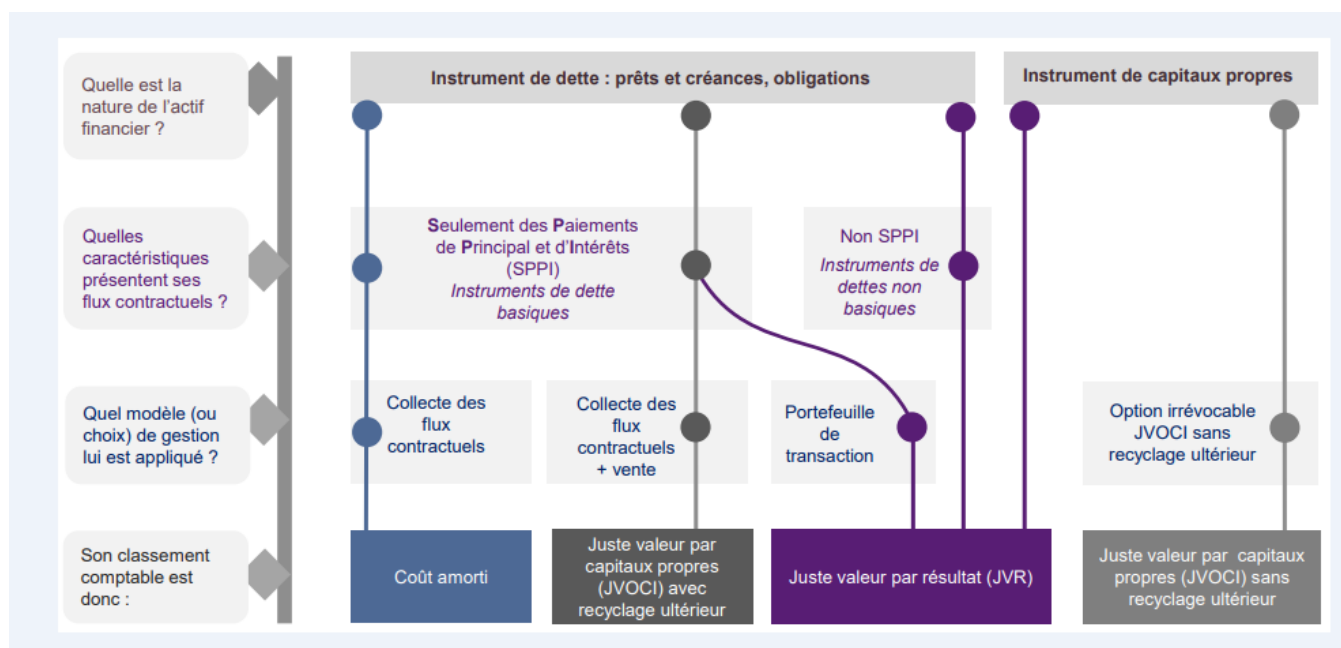 Quelle est la
nature de l'actif
financier ?
Instrument de dette : prêts et créances, obligations
Instrument de capitaux propres
Quelles
caractéristiques
présentent ses
flux contractuels ?
Seulement des Paiements
de Principal et d'Intérêts
(SPPI)
Instruments de dette
basiques
Non SPPI
Instruments de
dettes non
basiques
Quel modèle (ou
choix) de gestion
lui est appliqué ?
Collecte des
flux
contractuels
Collecte des
flux
contractuels
+ vente
Portefeuille
de
transaction
Option irrévocable
JVOCI sans
recyclage ultérieur
Son classement
comptable est
donc :
Coût amorti
Juste valeur par
capitaux propres
(JVOCI) avec
recyclage ultérieur
Juste valeur par résultat (JVR)
Juste valeur par capitaux
propres (JVOCI) sans
recyclage ultérieur